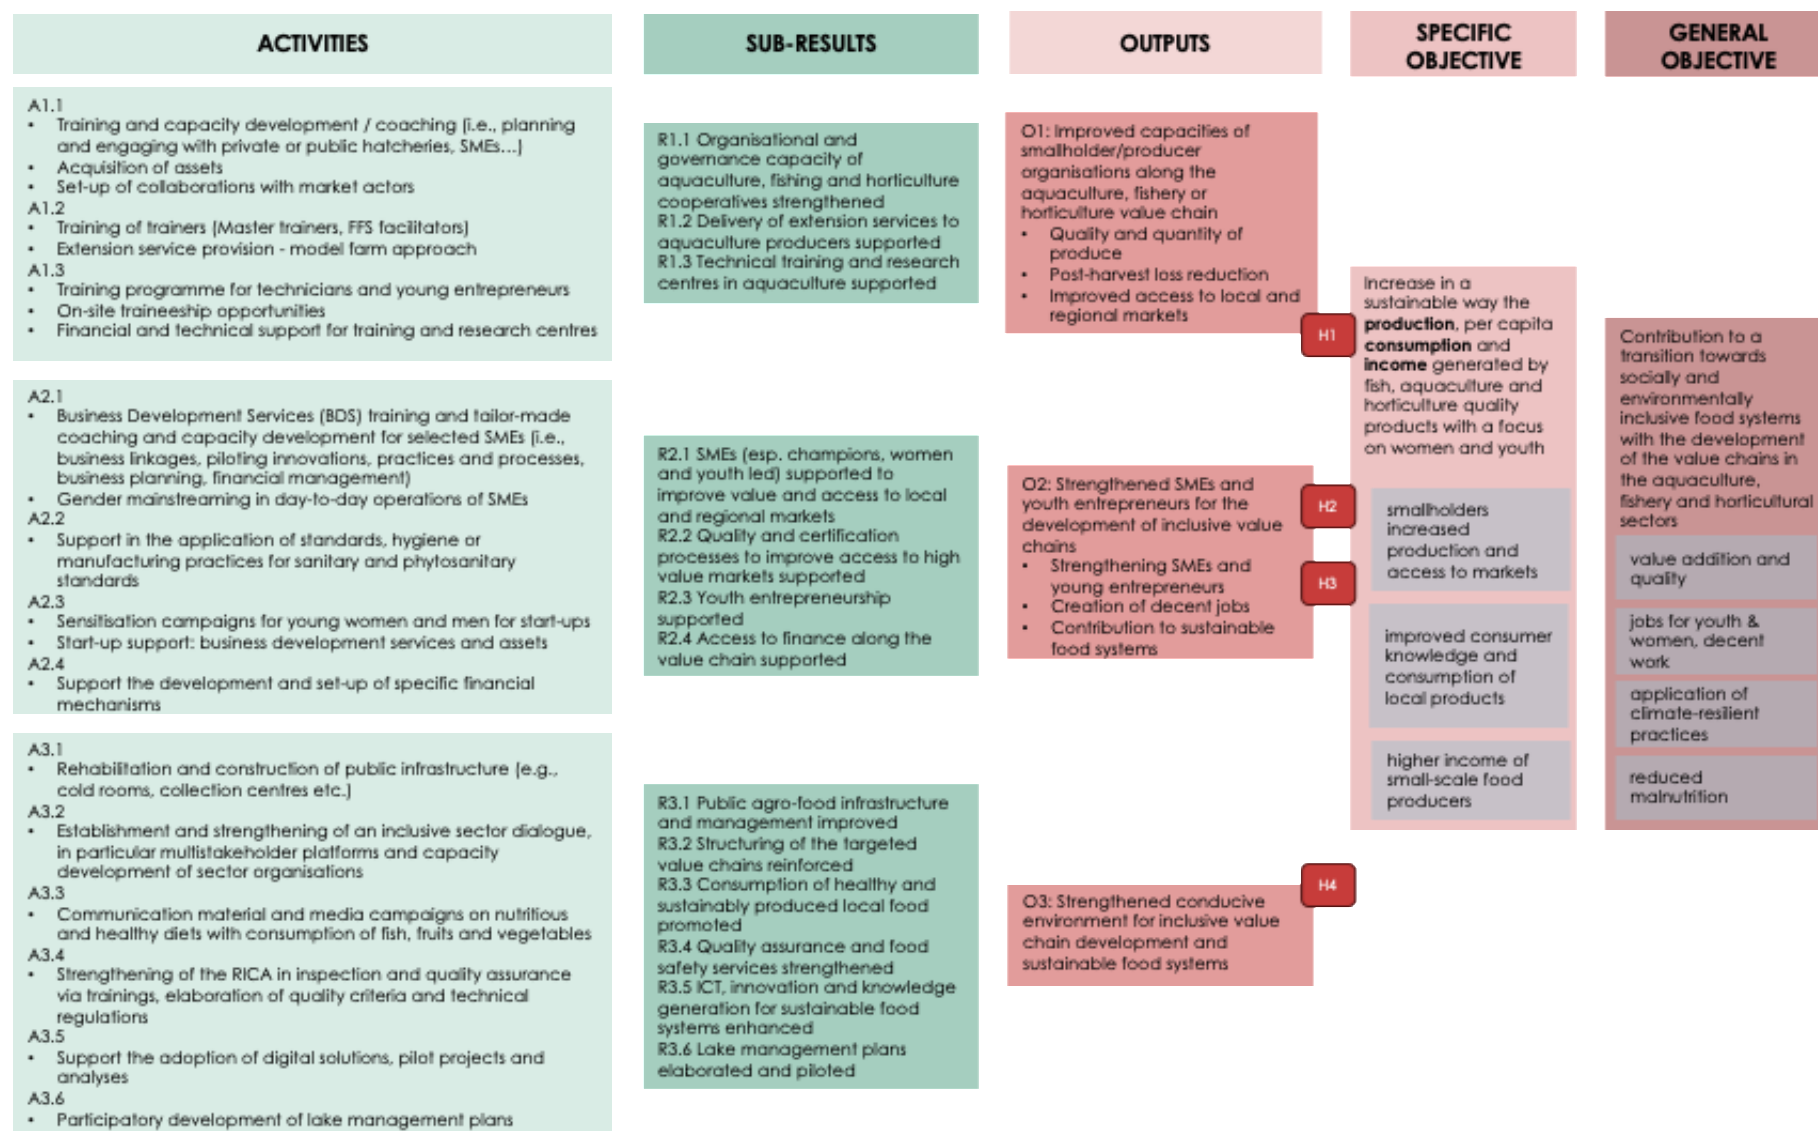 ACTIVITIES
A1.1
• Training and capacity development / coaching (i.e., planning
and engaging with private or public hatcheries, SMEs...)
• Acquisition of assets
• Set-up of collaborations with market actors
A1.2
• Training of trainers (Master trainers, FFS facilitators)
• Extension service provision - model farm approach
A1.3
• Training programme for technicians and young entrepreneurs
• On-site traineeship opportunities
• Financial and technical support for training and research centres
A2.1
• Business Development Services (BDS) training and tailor-made
coaching and capacity development for selected SMEs (i.e.,
business linkages, piloting innovations, practices and processes,
business planning, financial management)
• Gender mainstreaming in day-to-day operations of SMEs
A2.2
• Support in the application of standards, hygiene or
manufacturing practices for sanitary and phytosanitary
standards
A2.3
• Sensitisation campaigns for young women and men for start-ups
• Start-up support: business development services and assets
A2.4
• Support the development and set-up of specific financial
mechanisms
A3.1
• Rehabilitation and construction of public infrastructure (e.g.,
cold rooms, collection centres etc.)
A3.2
• Establishment and strengthening of an inclusive sector dialogue,
in particular multistakeholder platforms and capacity
development of sector organisations
A3.3
• Communication material and media campaigns on nutritious
and healthy diets with consumption of fish, fruits and vegetables
A3.4
• Strengthening of the RICA in inspection and quality assurance
via trainings, elaboration of quality criteria and technical
regulations
A3.5
• Support the adoption of digital solutions, pilot projects and
analyses
A3.6
• Participatory development of lake management plans
SUB-RESULTS
R1.1 Organisational and
governance capacity of
aquaculture, fishing and horticulture
cooperatives strengthened
R1.2 Delivery of extension services to
aquaculture producers supported
R1.3 Technical training and research
centres in aquaculture supported
R2.1 SMEs (esp. champions, women
and youth led) supported to
improve value and access to local
and regional markets
R2.2 Quality and certification
processes to improve access to high
value markets supported
R2.3 Youth entrepreneurship
supported
R2.4 Access to finance along the
value chain supported
R3.1 Public agro-food infrastructure
and management improved
R3.2 Structuring of the targeted
value chains reinforced
R3.3 Consumption of healthy and
sustainably produced local food
promoted
R3.4 Quality assurance and food
safety services strengthened
R3.5 ICT, innovation and knowledge
generation for sustainable food
systems enhanced
R3.6 Lake management plans
elaborated and piloted
OUTPUTS
O1: Improved capacities of
smallholder/producer
organisations along the
aquaculture, fishery or
horticulture value chain
• Quality and quantity of
produce
• Post-harvest loss reduction
• Improved access to local and
regional markets
H1
O2: Strengthened SMEs and
youth entrepreneurs for the
development of inclusive value
chains
• Strengthening SMEs and
young entrepreneurs
• Creation of decent jobs
• Contribution to sustainable
food systems
H2
H3
O3: Strengthened conducive
environment for inclusive value
chain development and
sustainable food systems
H4
SPECIFIC
OBJECTIVE
Increase in a
sustainable way the
production, per capita
consumption and
income generated by
fish, aquaculture and
horticulture quality
products with a focus
on women and youth
smallholders
increased
production and
access to markets
improved consumer
knowledge and
consumption of
local products
higher income of
small-scale food
producers
GENERAL
OBJECTIVE
Contribution to a
transition towards
socially and
environmentally
inclusive food systems
with the development
of the value chains in
the aquaculture,
fishery and horticultural
sectors
value addition and
quality
jobs for youth &
women, decent
work
application of
climate-resilient
practices
reduced
malnutrition